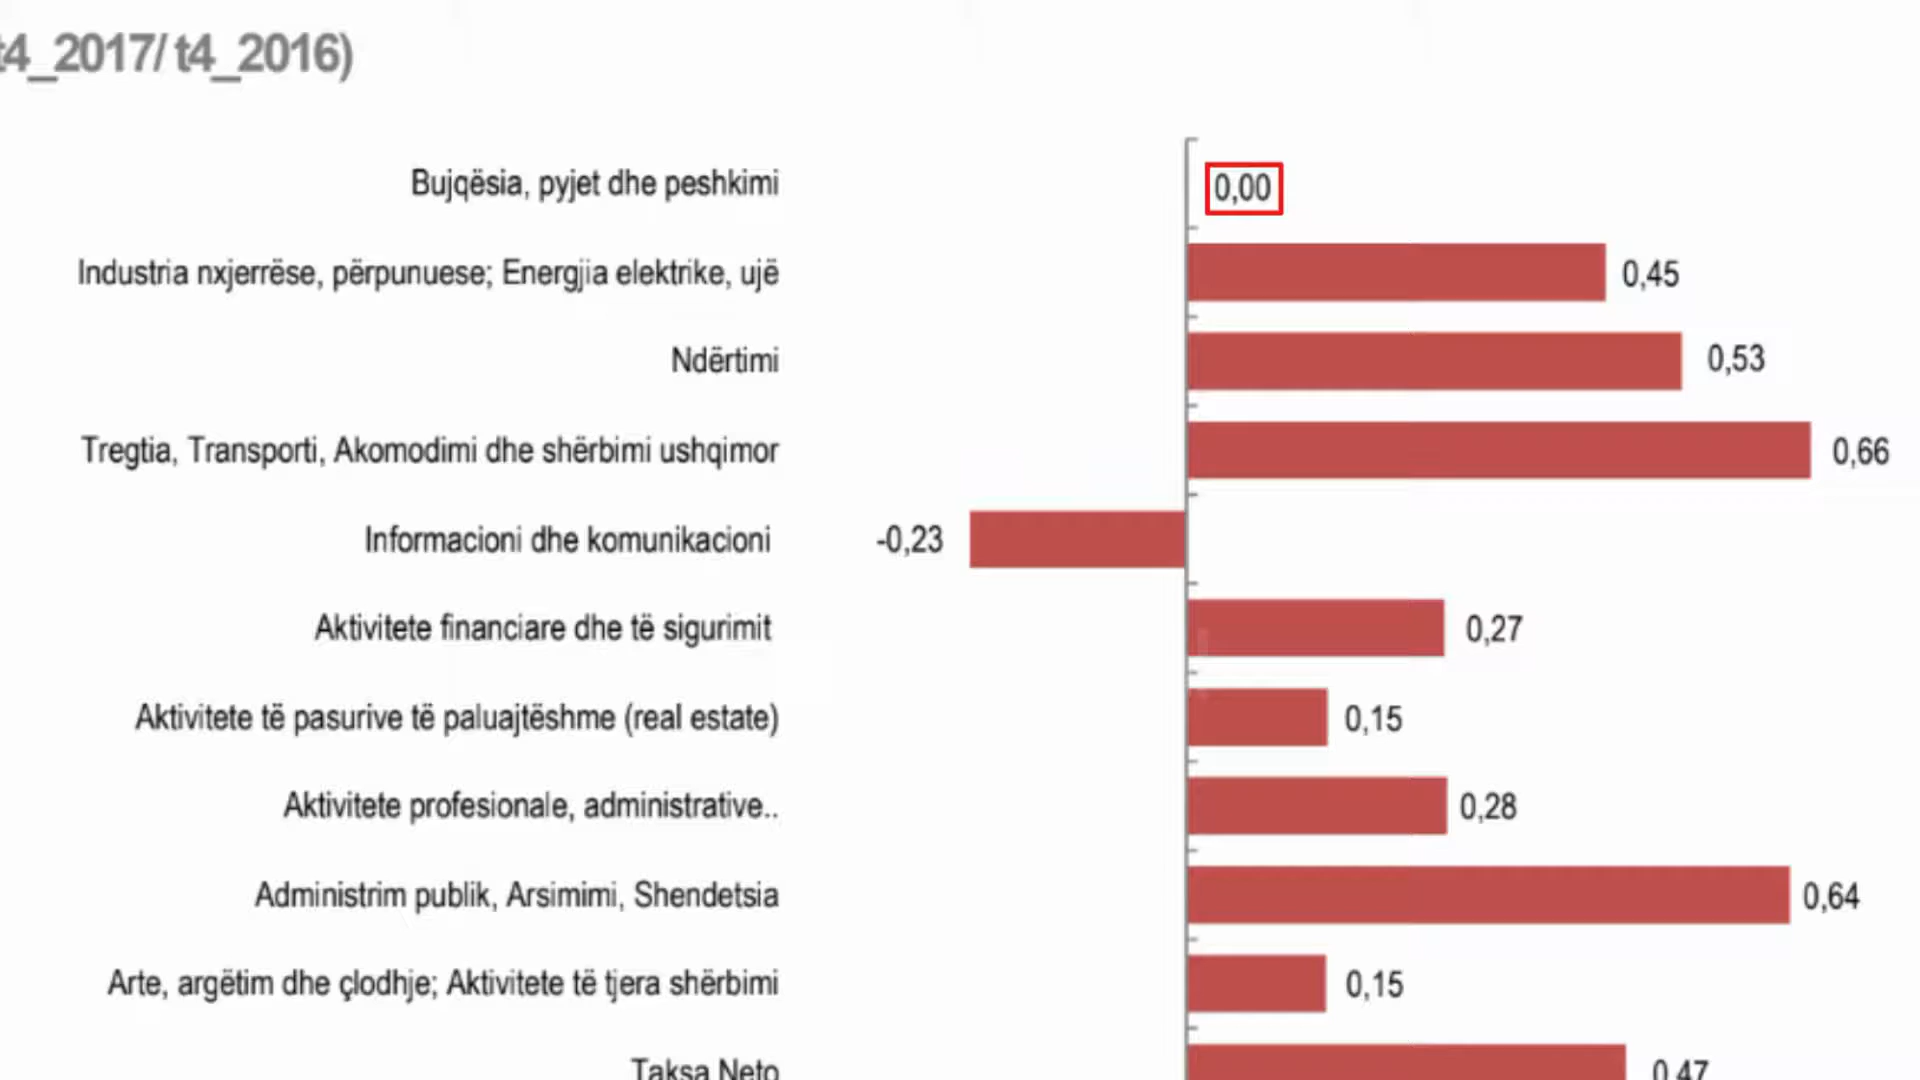 t4_2017/ t4_2016)
Bujqësia, pyjet dhe peshkimi 0,00
Industria nxjerrëse, përpunuese; Energjia elektrike, ujë 0,45
Ndërtimi 0,53
Tregtia, Transporti, Akomodimi dhe shërbimi ushqimor 0,66
Informacioni dhe komunikacioni -0,23
Aktivitete financiare dhe të sigurimit 0,27
Aktivitete të pasurive të paluajtëshme (real estate) 0,15
Aktivitete profesionale, administrative.. 0,28
Administrim publik, Arsimimi, Shendetsia 0,64
Arte, argëtim dhe çlodhje; Aktivitete të tjera shërbimi 0,15
Taksa Neto 0,47